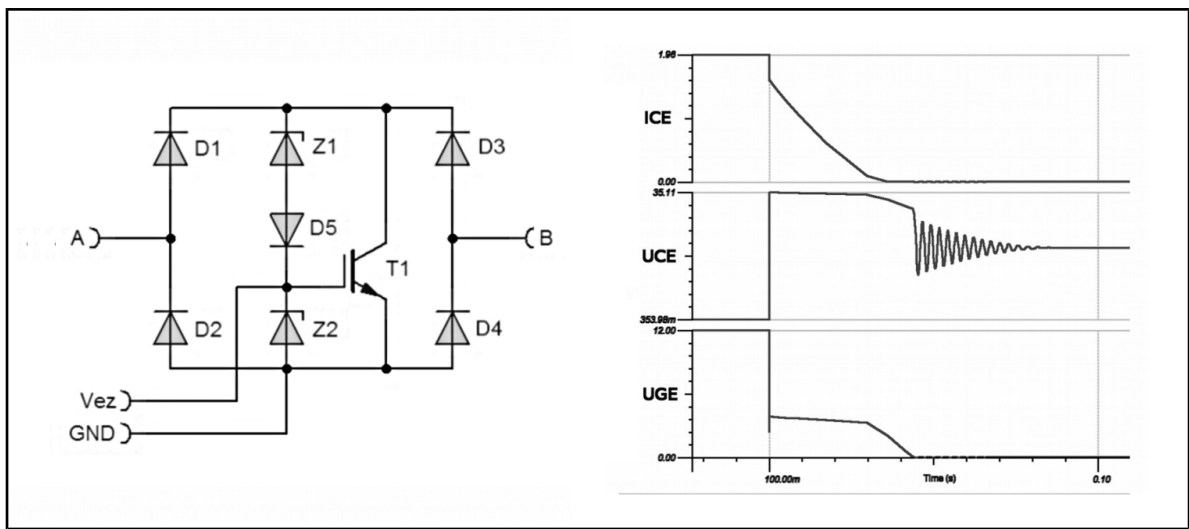 D1
Z1
D3
D5
A
B
T1
D2
Z2
D4
Vez
GND
1.96
ICE
0.00
35.11
UCE
353.98m
12.00
UGE
0.00
100.00m
Time (s)
0.10